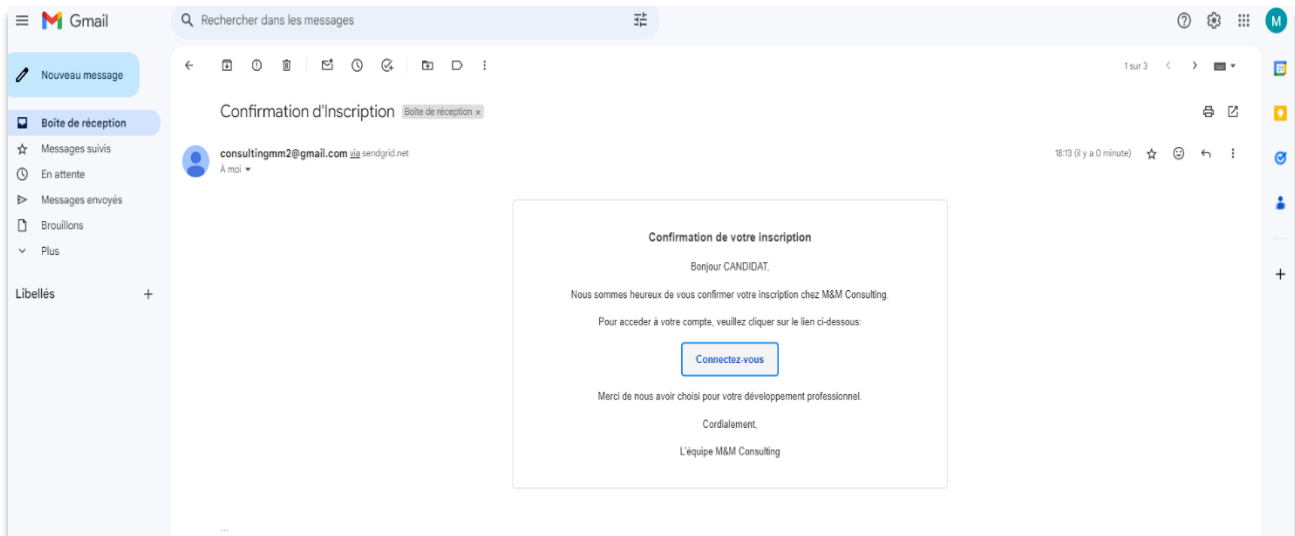 Gmail
Rechercher dans les messages
M
Nouveau message
1 sur 3
Boîte de réception
Messages suivis
En attente
Messages envoyés
Brouillons
Plus
Libellés
Confirmation d'Inscription Boîte de réception x
consultingmm2@gmail.com via sendgrid.net
À moi
18:13 (il y a 0 minute)
Confirmation de votre inscription
Bonjour CANDIDAT,
Nous sommes heureux de vous confirmer votre inscription chez M&M Consulting.
Pour acceder à votre compte, veuillez cliquer sur le lien ci-dessous:
Connectez-vous
Merci de nous avoir choisi pour votre développement professionnel.
Cordialement,
L'équipe M&M Consulting
...